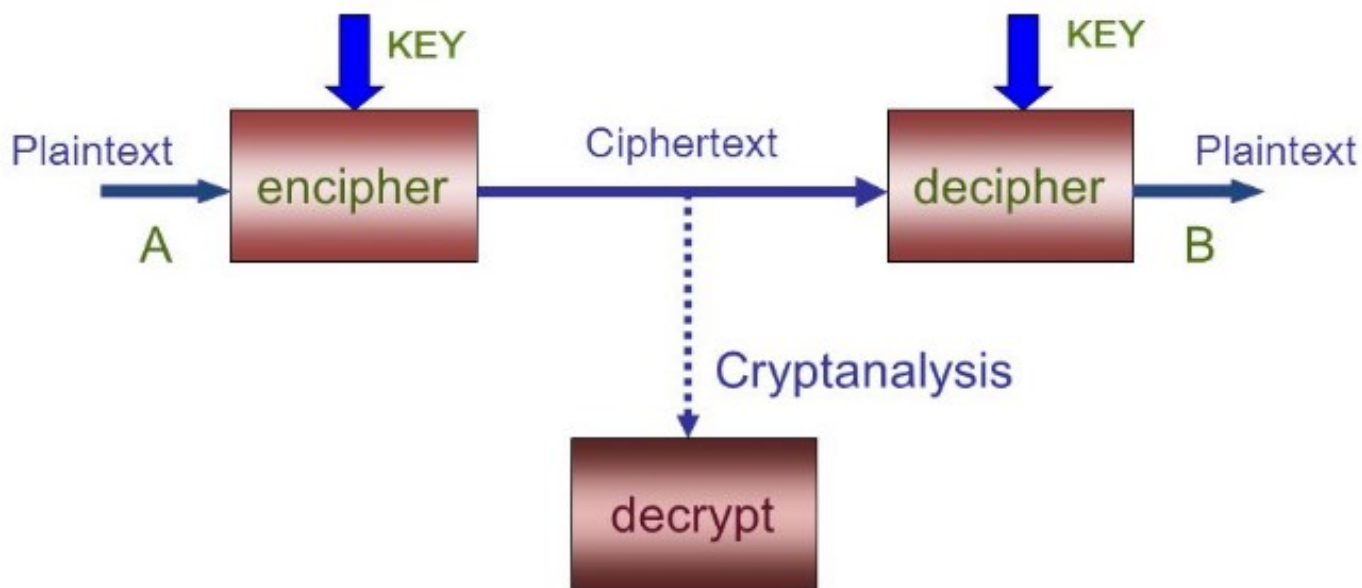 KEY
KEY
Plaintext
Ciphertext
Plaintext
encipher
decipher
A
B
Cryptanalysis
decrypt